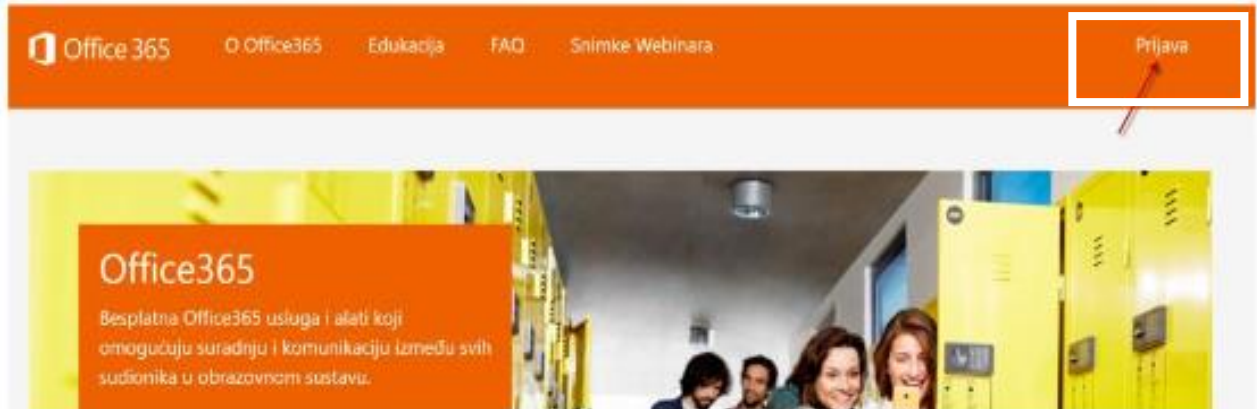 Office 365
O Office365
Edukacija
FAQ
Snimke Webinara
Prijava
Office365
Besplatna Office365 usluga i alati koji
omogućuju suradnju i komunikaciju između svih
sudionika u obrazovnom sustavu.